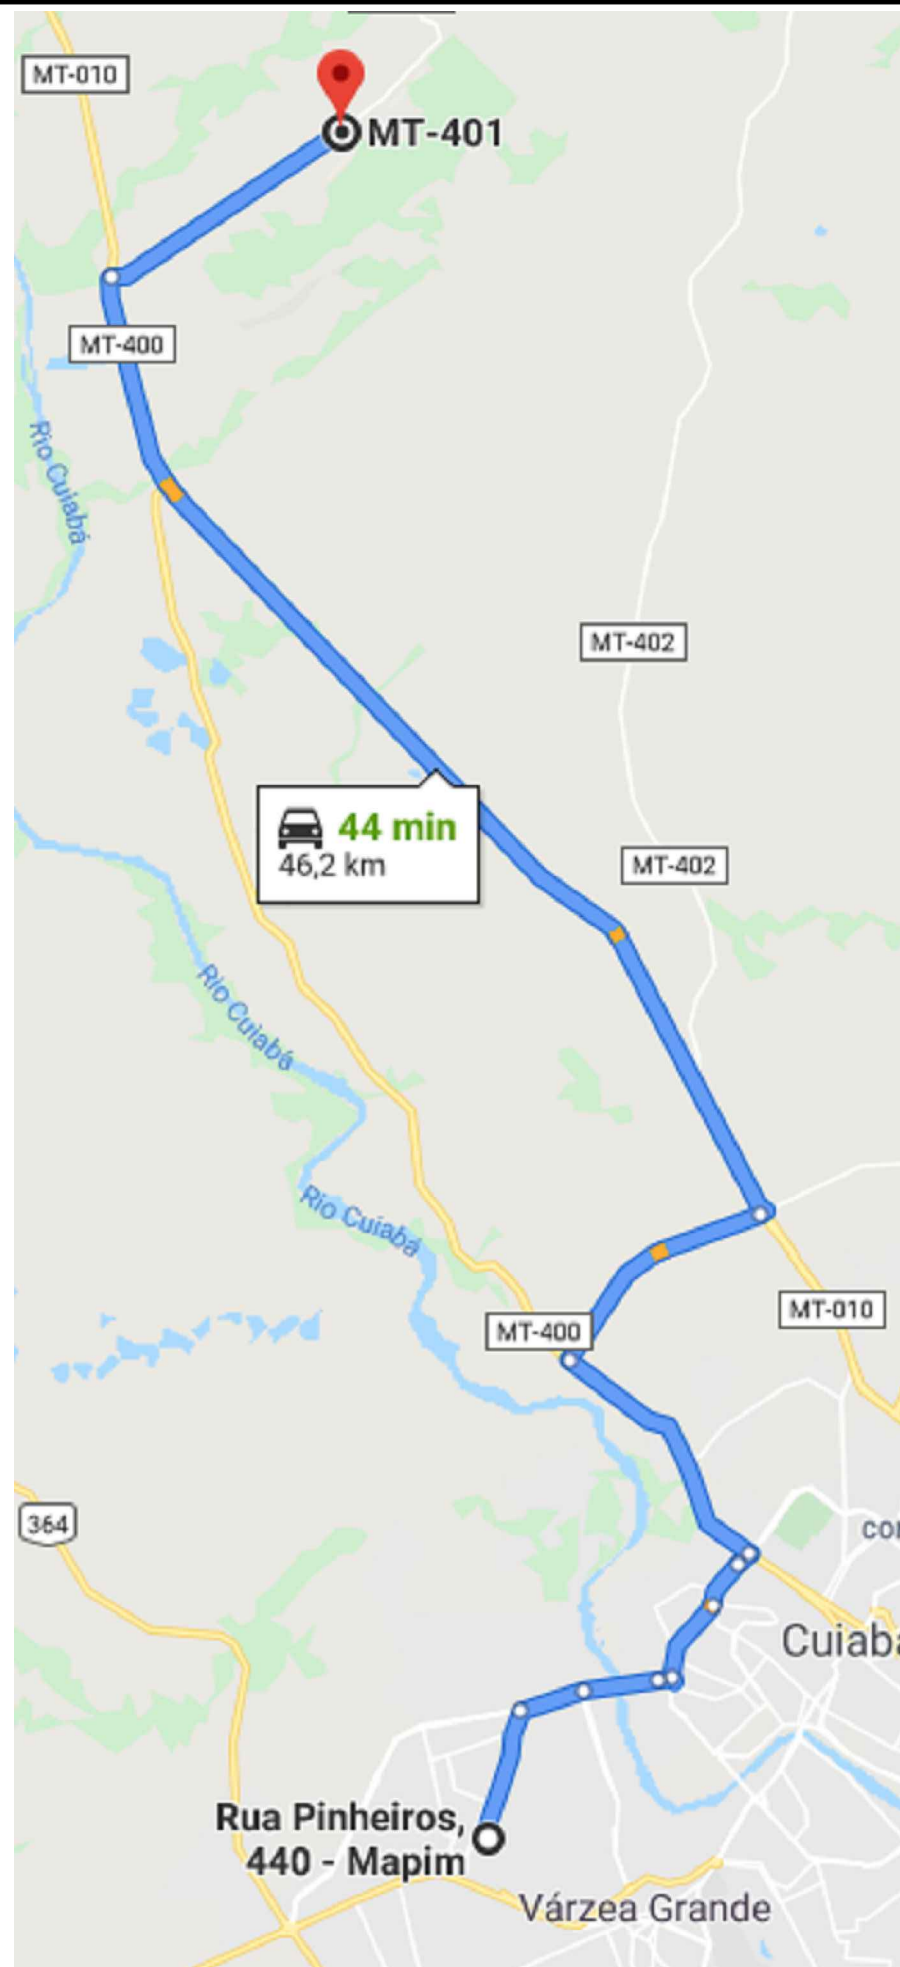 MT-010
MT-401
MT-400
Rio Cuiabá
MT-402
44 min
46,2 km
MT-402
Rio Cuiabá
Rio Cuiabá
MT-010
MT-400
364
Rua Pinheiros,
440 - Mapim
Várzea Grande